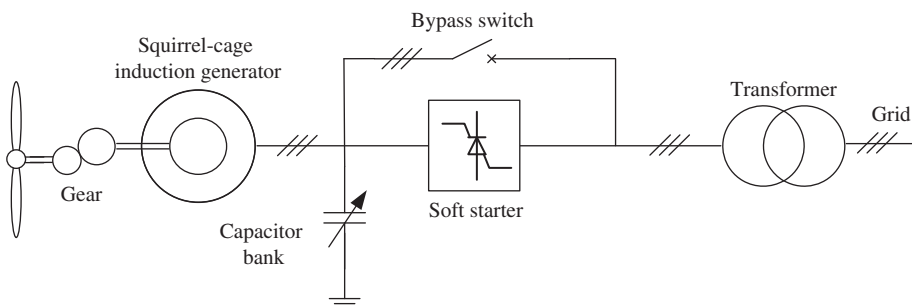 Bypass switch
Squirrel-cage
induction generator
Transformer
Grid
Gear
Soft starter
Capacitor
bank